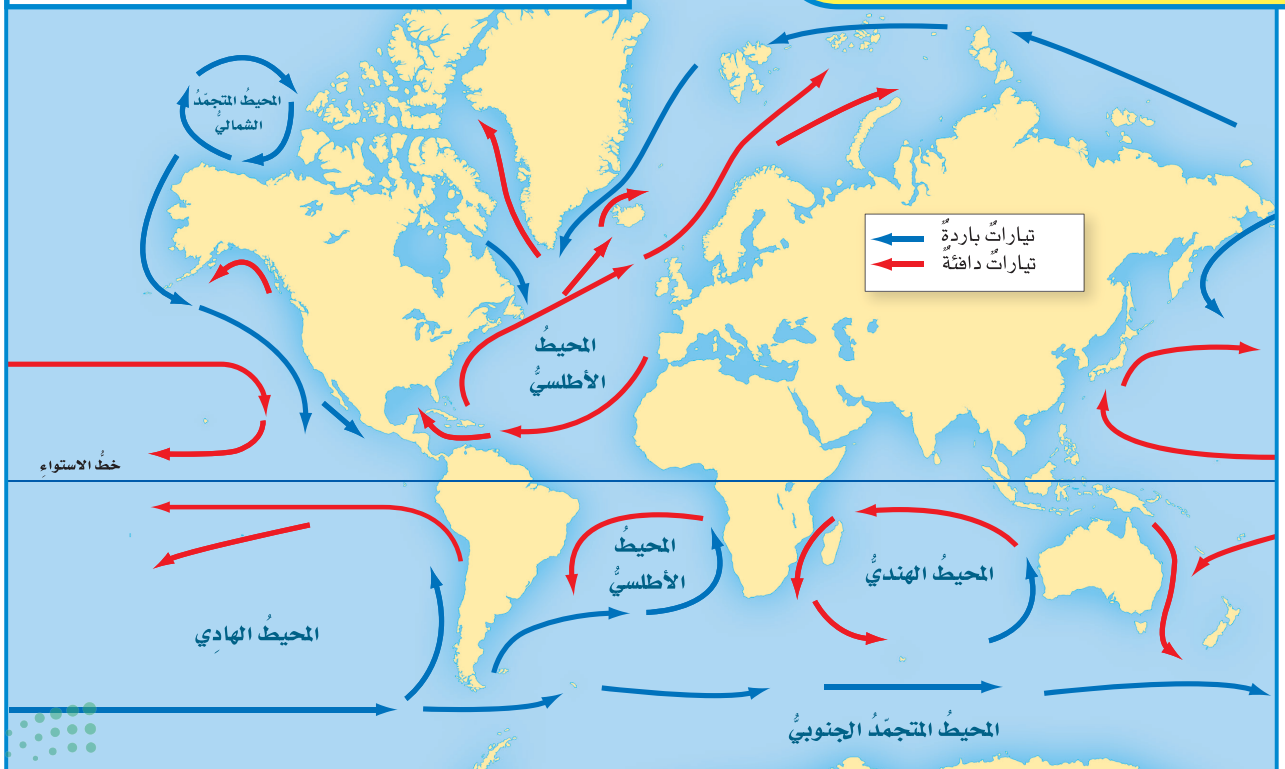 المحيطُ المتجمّدُ
الشماليُّ
تياراتٌ باردةٌ
تياراتٌ دافئةٌ
المحيطُ
الأطلسيُّ
خطُّ الاستواءِ
المحيطُ
الأطلسيُّ
المحيطُ الهنديُّ
المحيطُ الهادِي
المحيطُ المتجمّدُ الجنوبيُّ